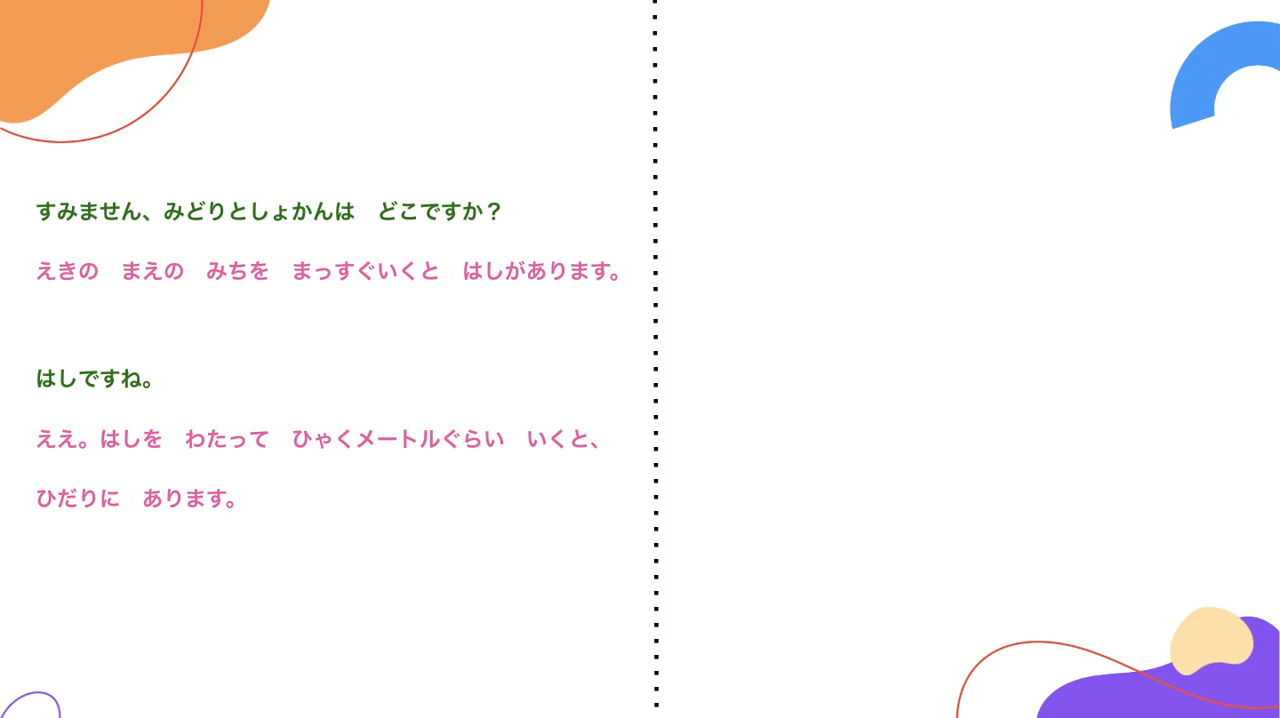 すみません、みどりとしょかんは　どこですか？
えきの　まえの　みちを　まっすぐいくと　はしがあります。
はしですね。
ええ。はしを　わたって　ひゃくメートルぐらい　いくと、
ひだりに　あります。